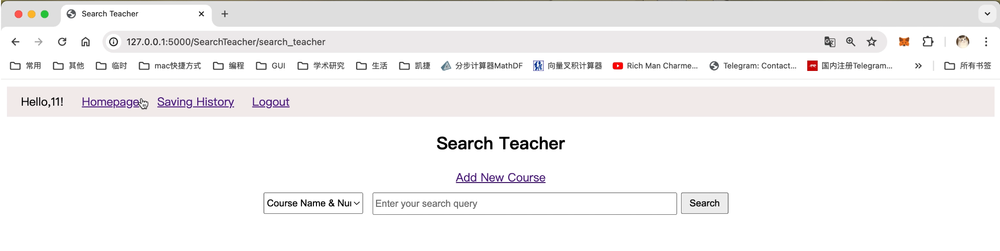 Search Teacher
127.0.0.1:5000/SearchTeacher/search_teacher
常用 其他 临时 mac快捷方式 编程 GUI 学术研究 生活 凯捷 分步计算器MathDF 向量叉积计算器 Rich Man Charme... Telegram: Contact... 国内注册Telegram... 所有书签
Hello,11! Homepage Saving History Logout
Search Teacher
Add New Course
Course Name & Nur Enter your search query Search